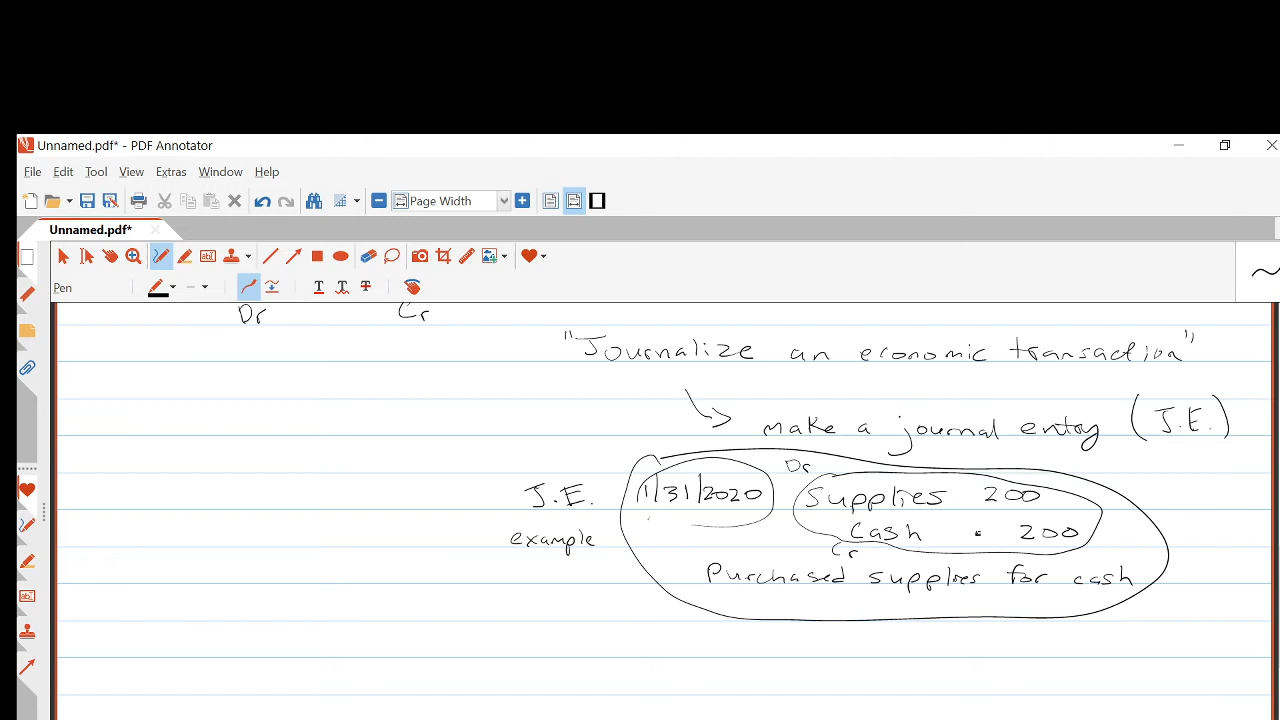 Unnamed.pdf* - PDF Annotator
File Edit Tool View Extras Window Help
Page Width
Unnamed.pdf*
Pen
Dr Cr
"Journalize an economic transaction"
make a journal entry (J.E.)
Dr
J.E. 1/31/2020 Supplies 200
example cash 200
Cr
Purchased supplies for cash